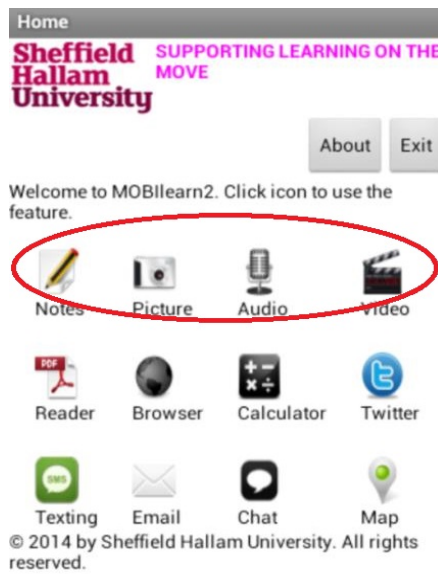 Home
Sheffield
Hallam
University
SUPPORTING LEARNING ON THE
MOVE
About Exit
Welcome to MOBIlearn2. Click icon to use the
feature.
Notes Picture Audio Video
PDF
Reader Browser Calculator Twitter
SMS
Texting Email Chat Map
© 2014 by Sheffield Hallam University. All rights
reserved.